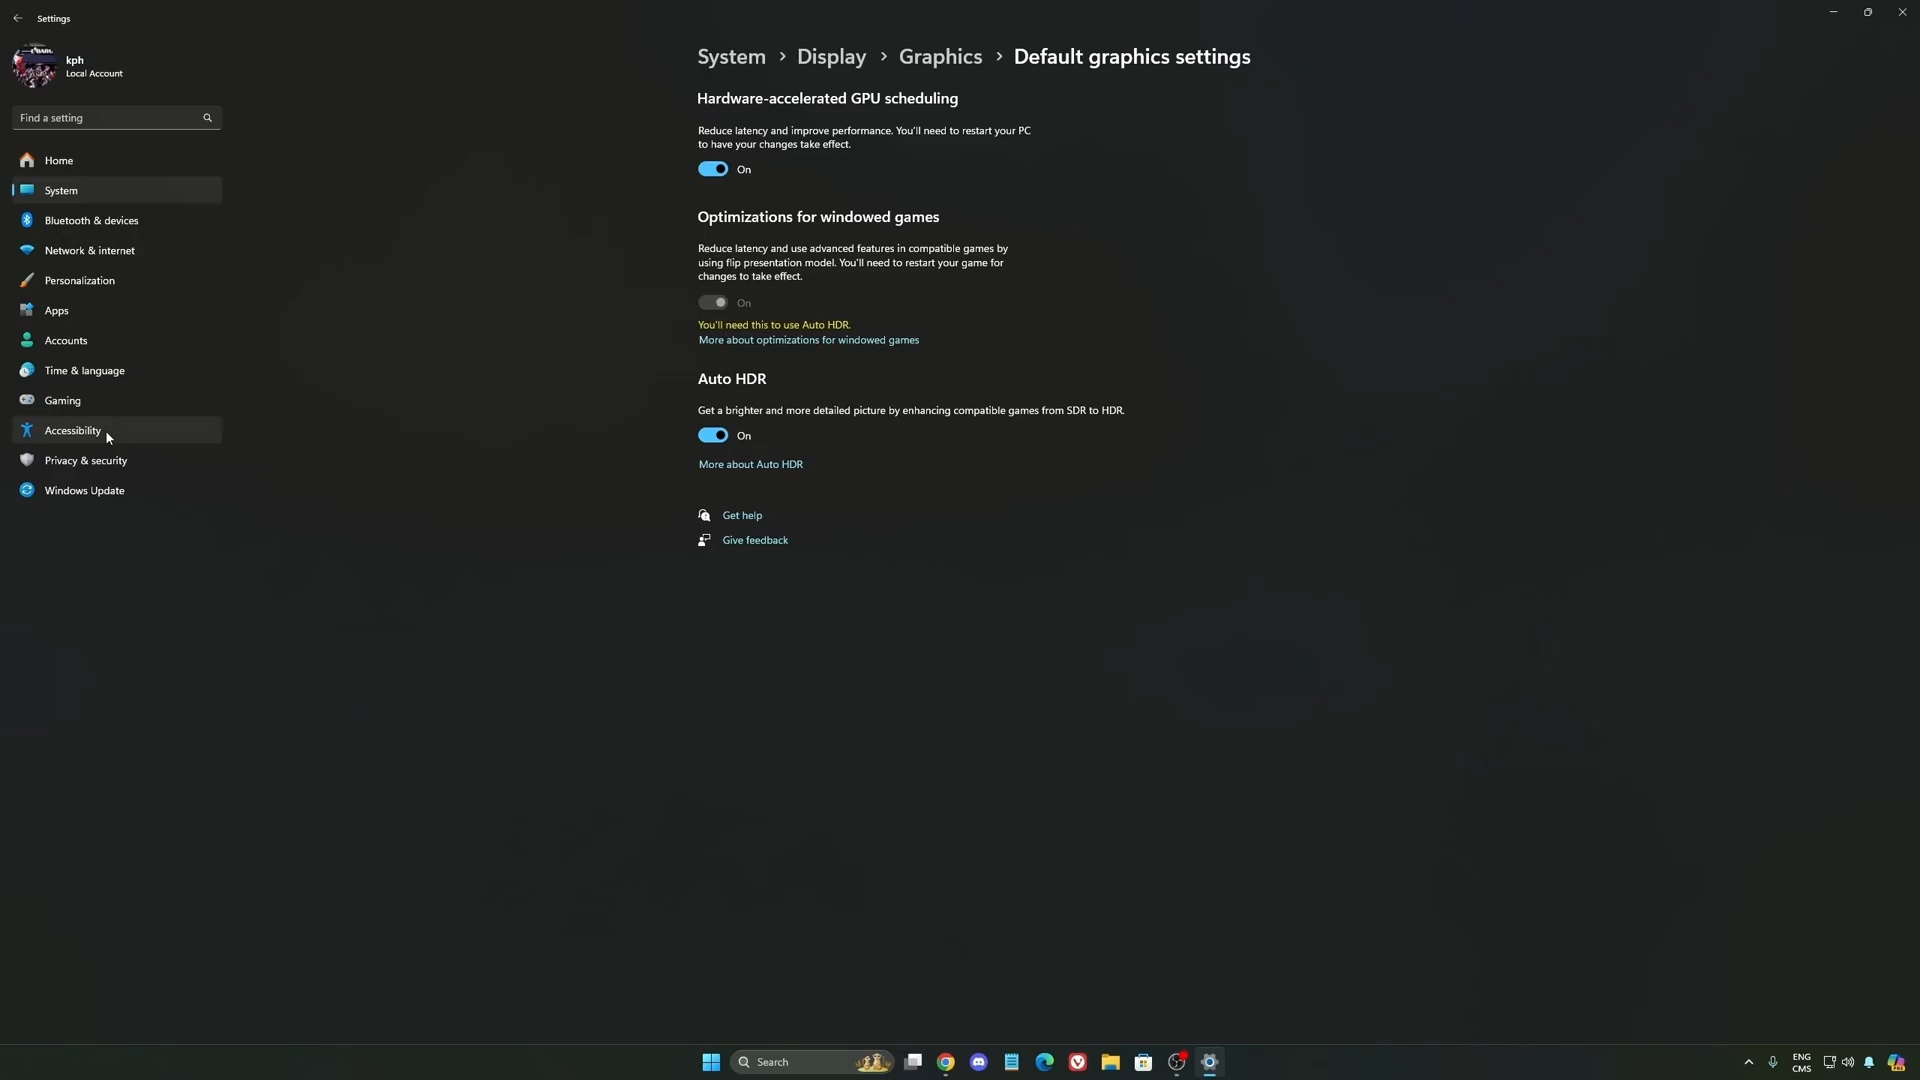 Settings
kph
Local Account
Find a setting
Home
System
Bluetooth & devices
Network & internet
Personalization
Apps
Accounts
Time & language
Gaming
Accessibility
Privacy & security
Windows Update
System > Display > Graphics > Default graphics settings
Hardware-accelerated GPU scheduling
Reduce latency and improve performance. You'll need to restart your PC
to have your changes take effect.
On
Optimizations for windowed games
Reduce latency and use advanced features in compatible games by
using flip presentation model. You'll need to restart your game for
changes to take effect.
On
You'll need this to use Auto HDR.
More about optimizations for windowed games
Auto HDR
Get a brighter and more detailed picture by enhancing compatible games from SDR to HDR.
On
More about Auto HDR
Get help
Give feedback
Search
ENG
CMS